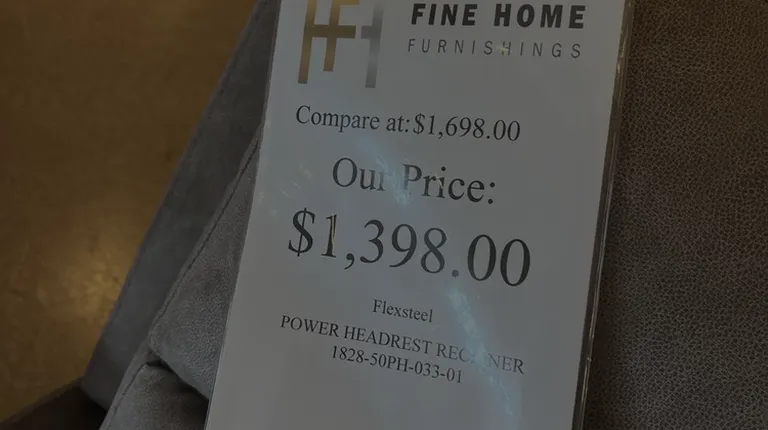 FINE HOME
FURNISHINGS
Compare at: $1,698.00
Our Price:
$1,398.00
Flexsteel
POWER HEADREST RECLINER
1828-50PH-033-01